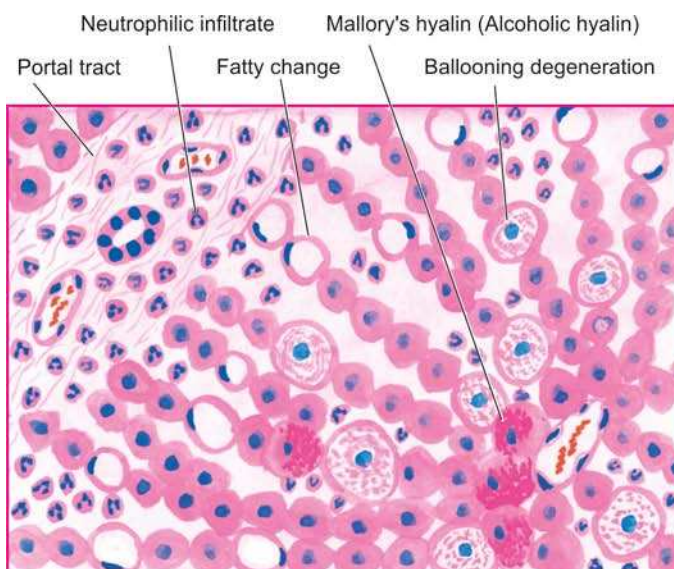 Neutrophilic infiltrate
Mallory's hyalin (Alcoholic hyalin)
Portal tract
Fatty change
Ballooning degeneration